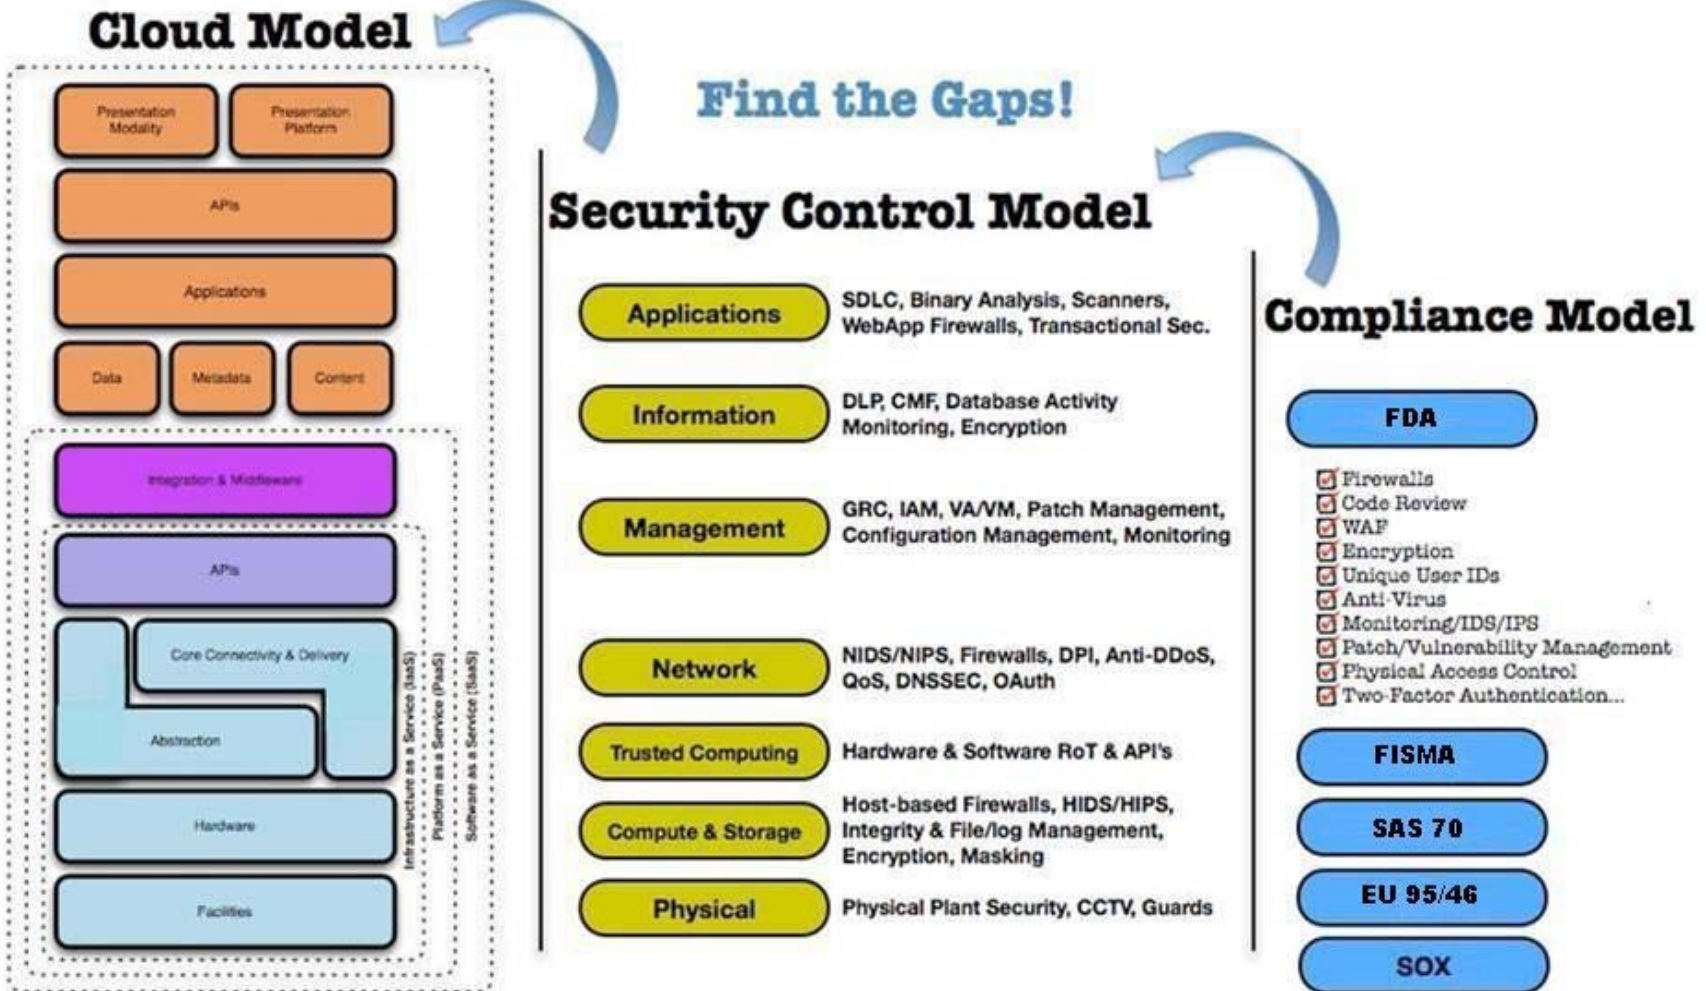 Cloud Model
Presentation
Modality
Presentation
Platform
APIs
Applications
Data
Metadata
Content
Integration & Middleware
APIs
Core Connectivity & Delivery
Abstraction
Hardware
Facilities
Infrastructure as a Service (IaaS)
Platform as a Service (PaaS)
Software as a Service (SaaS)
Find the Gaps!
Security Control Model
Applications
SDLC, Binary Analysis, Scanners,
WebApp Firewalls, Transactional Sec.
Information
DLP, CMF, Database Activity
Monitoring, Encryption
Management
GRC, IAM, VA/VM, Patch Management,
Configuration Management, Monitoring
Network
NIDS/NIPS, Firewalls, DPI, Anti-DDoS,
QoS, DNSSEC, OAuth
Trusted Computing
Hardware & Software RoT & API's
Compute & Storage
Host-based Firewalls, HIDS/HIPS,
Integrity & File/log Management,
Encryption, Masking
Physical
Physical Plant Security, CCTV, Guards
Compliance Model
FDA
Firewalls
Code Review
WAF
Encryption
Unique User IDs
Anti-Virus
Monitoring/IDS/IPS
Patch/Vulnerability Management
Physical Access Control
Two-Factor Authentication...
FISMA
SAS 70
EU 95/46
SOX